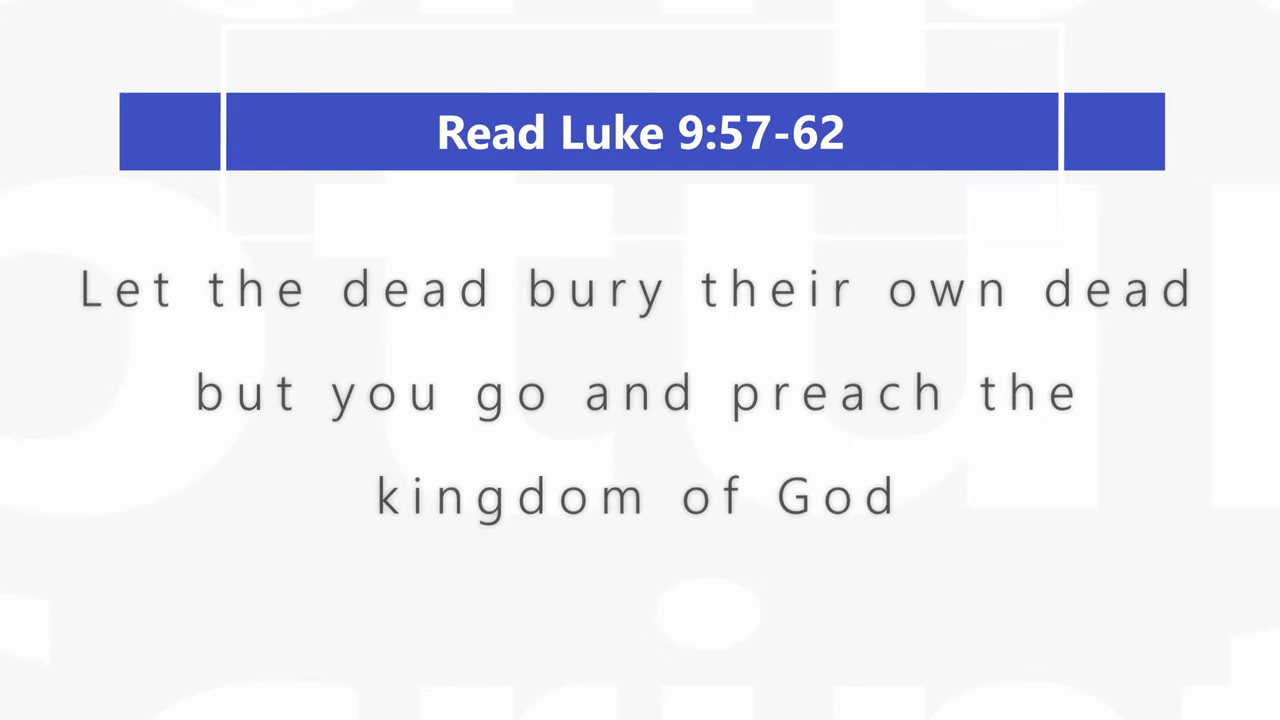 Read Luke 9:57-62
Let the dead bury their own dead
but you go and preach the
kingdom of God